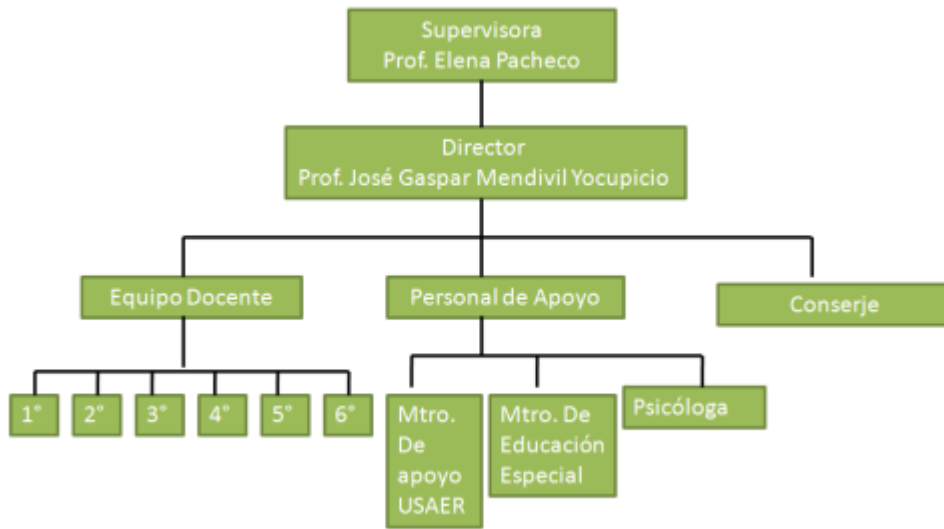 Supervisora
Prof. Elena Pacheco
Director
Prof. José Gaspar Mendivil Yocupicio
Equipo Docente
Personal de Apoyo
Conserje
1°
2°
3°
4°
5°
6°
Mtro.
De
apoyo
USAER
Mtro. De
Educación
Especial
Psicóloga